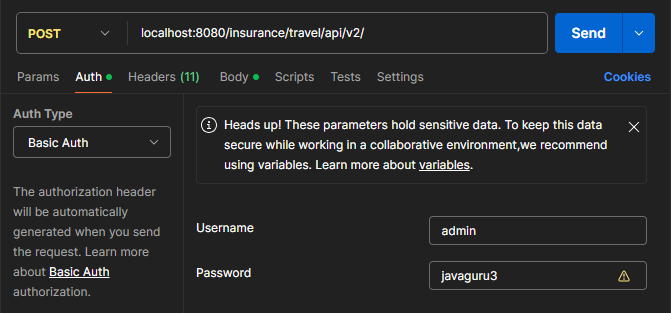 POST localhost:8080/insurance/travel/api/v2/ Send
Params Auth Headers (11) Body Scripts Tests Settings Cookies
Auth Type
Basic Auth
The authorization header
will be automatically
generated when you send
the request. Learn more
about Basic Auth
authorization.
Heads up! These parameters hold sensitive data. To keep this data
secure while working in a collaborative environment,we recommend
using variables. Learn more about variables.
Username admin
Password javaguru3